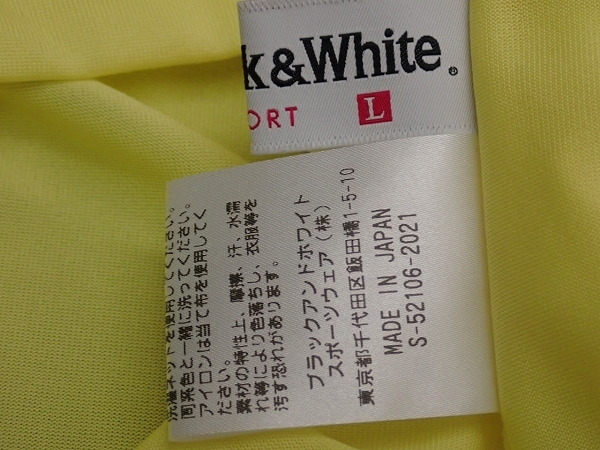 k&White®
ORT L
洗濯ネットを使用してください。
同系色と一緒に洗ってください。
アイロンは当て布を使用してく
ださい。
素材の特性上、摩擦、汗、水濡
れ等により色落ちし、衣服等を
汚す恐れがあります。
ブラックアンドホワイト
スポーツウェア(株)
東京都千代田区飯田橋1-5-10
MADE IN JAPAN
S-52106-2021